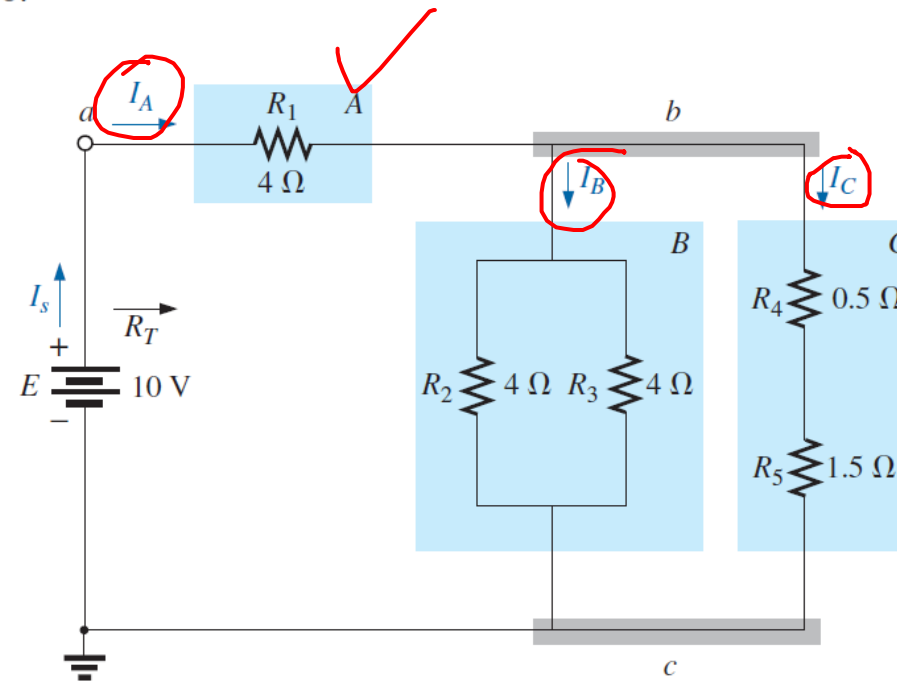 a
I_A
R_1
A
4 Ω
b
I_B
I_C
B
I_s
R_T
R_4
0.5 Ω
+
E
10 V
−
R_2
4 Ω
R_3
4 Ω
R_5
1.5 Ω
c